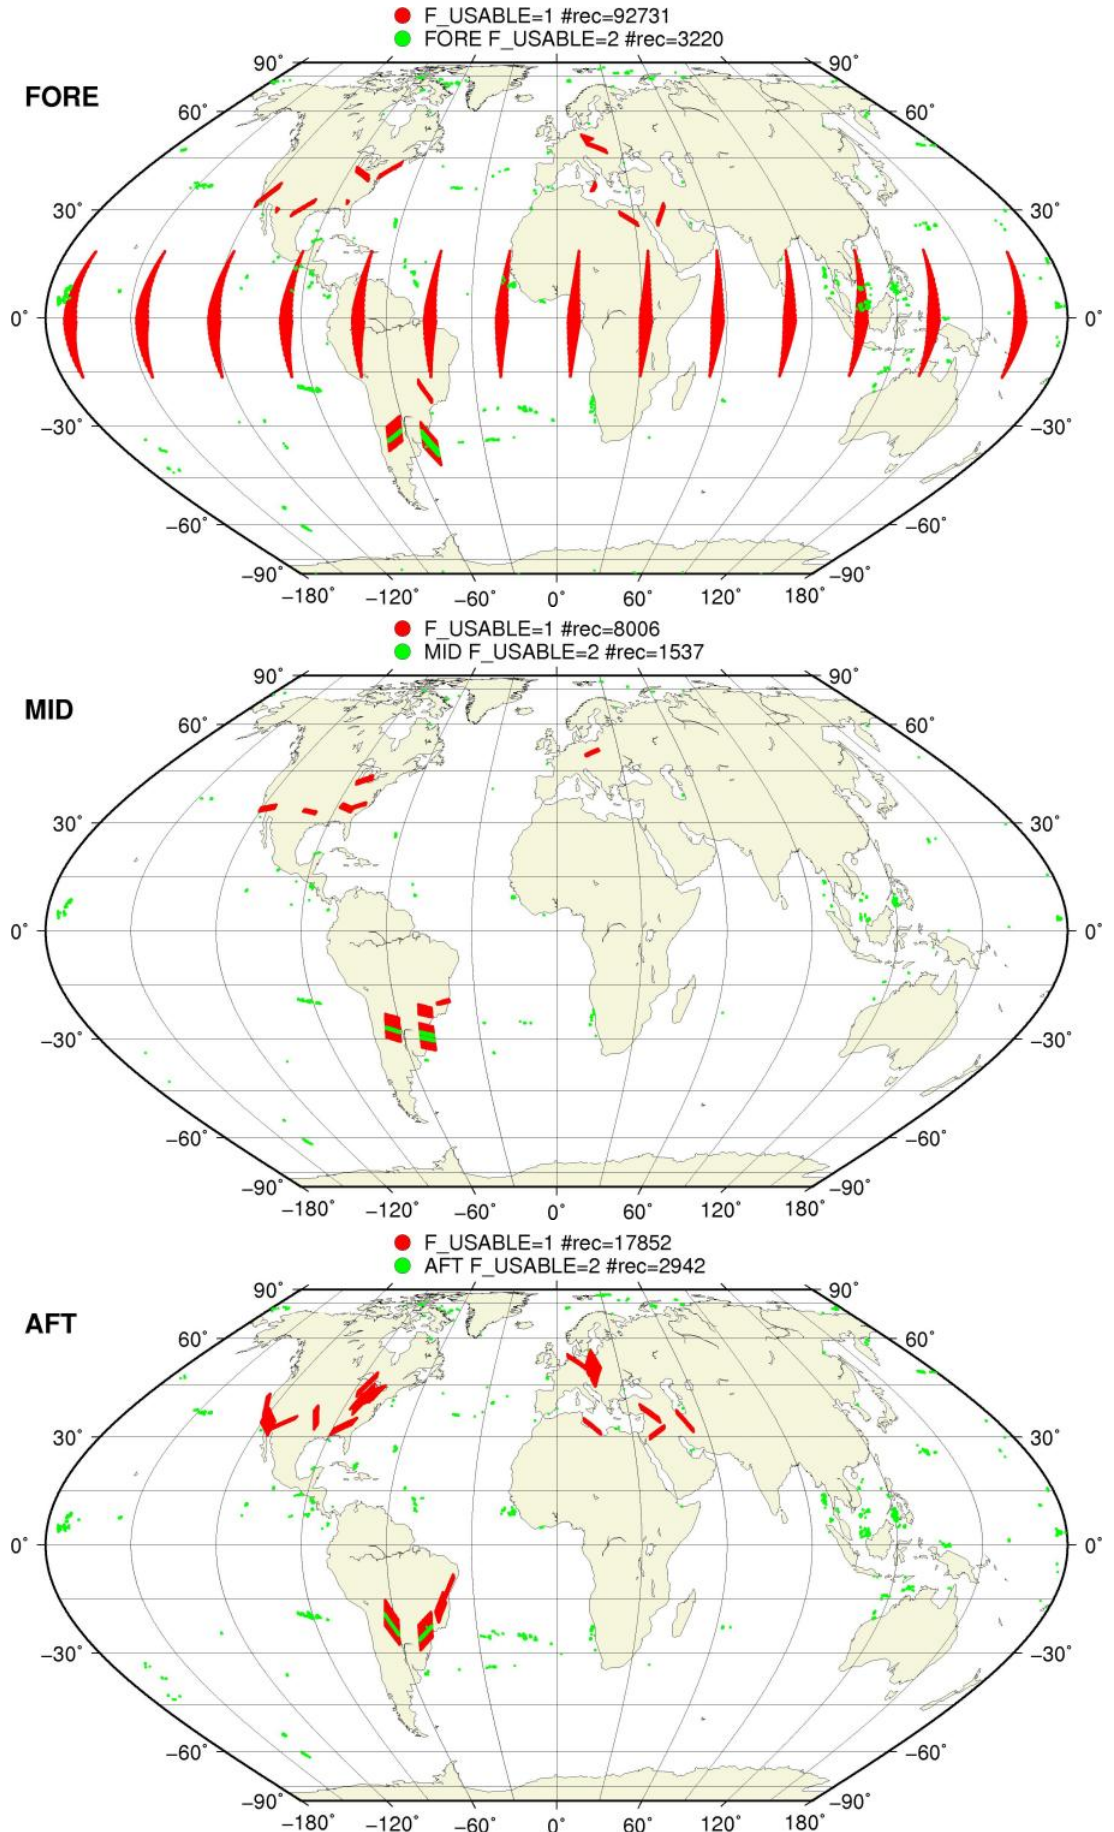 F_USABLE=1 #rec=92731
FORE F_USABLE=2 #rec=3220
FORE
90° 90°
60° 60°
30° 30°
0° 0°
−30° −30°
−60° −60°
−90° −90°
−180° −120° −60° 0° 60° 120° 180°
F_USABLE=1 #rec=8006
MID F_USABLE=2 #rec=1537
MID
90° 90°
60° 60°
30° 30°
0° 0°
−30° −30°
−60° −60°
−90° −90°
−180° −120° −60° 0° 60° 120° 180°
F_USABLE=1 #rec=17852
AFT F_USABLE=2 #rec=2942
AFT
90° 90°
60° 60°
30° 30°
0° 0°
−30° −30°
−60° −60°
−90° −90°
−180° −120° −60° 0° 60° 120° 180°